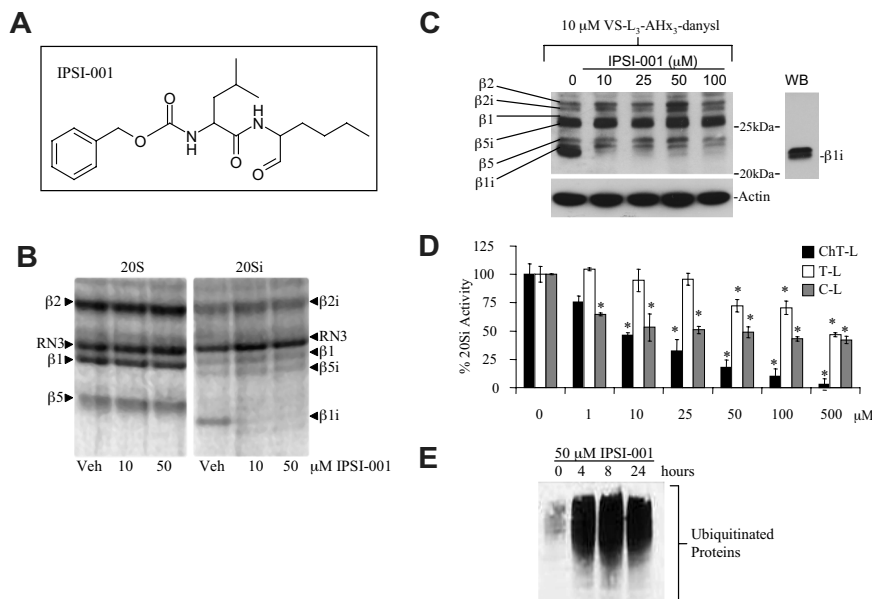 A
IPSI-001
O
O
N
H
O
H
N
O
B
20S
20Si
β2
RN3
β1
β5
β2i
RN3
β1
β5i
β1i
Veh 10 50 Veh 10 50 μM IPSI-001
C
10 μM VS-L3-AHx3-danysl
IPSI-001 (μM)
0 10 25 50 100
WB
β2
β2i
β1
β5i
β5
β1i
-25kDa
20kDa-
-β1i
-Actin
D
% 20Si Activity
125
100
75
50
25
0
ChT-L
T-L
C-L
* * * * * * * * * * * * * * *
0 1 10 25 50 100 500 μM
E
50 μM IPSI-001
0 4 8 24 hours
Ubiquitinated
Proteins